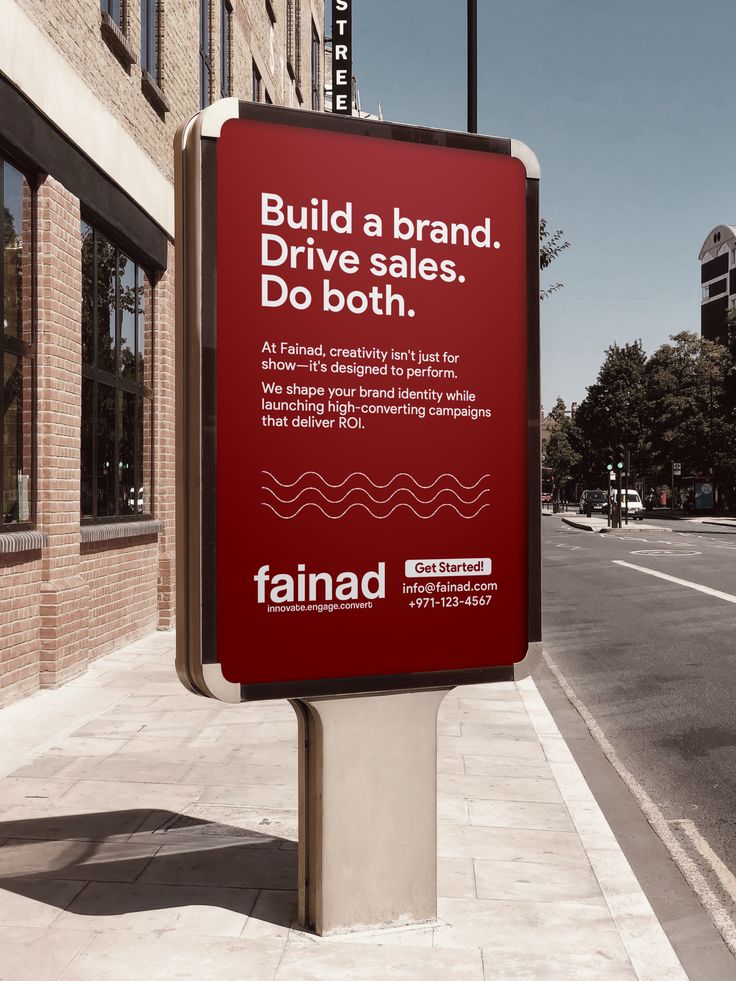 STREE
Build a brand.
Drive sales.
Do both.
At Fainad, creativity isn't just for
show—it's designed to perform.
We shape your brand identity while
launching high-converting campaigns
that deliver ROI.
fainad
innovate.engage.convert
Get Started!
info@fainad.com
+971-123-4567